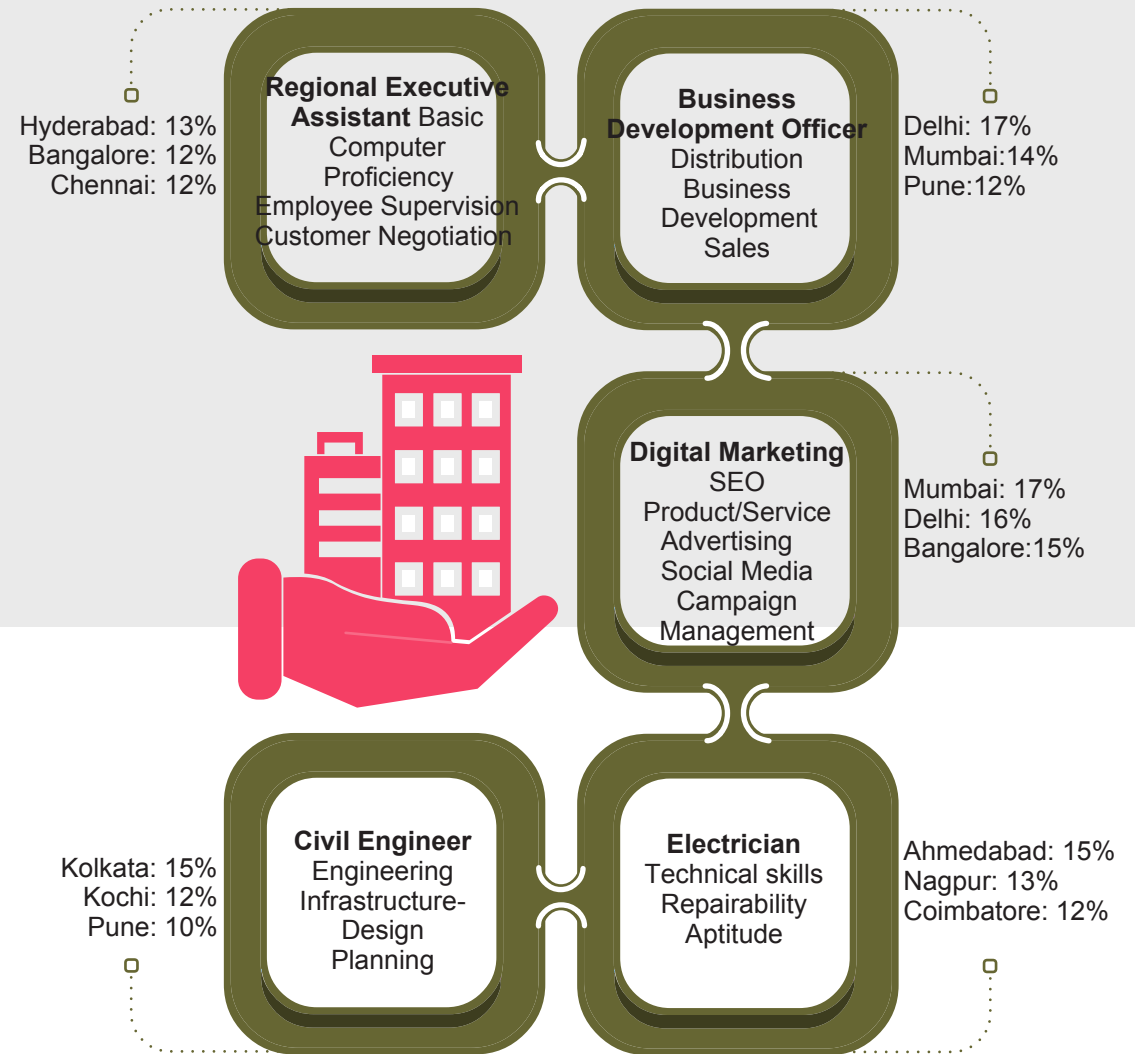 Hyderabad: 13%
Bangalore: 12%
Chennai: 12%
Regional Executive
Assistant Basic
Computer
Proficiency
Employee Supervision
Customer Negotiation
Business
Development Officer
Distribution
Business
Development
Sales
Delhi: 17%
Mumbai:14%
Pune:12%
Digital Marketing
SEO
Product/Service
Advertising
Social Media
Campaign
Management
Mumbai: 17%
Delhi: 16%
Bangalore:15%
Kolkata: 15%
Kochi: 12%
Pune: 10%
Civil Engineer
Engineering
Infrastructure-
Design
Planning
Electrician
Technical skills
Repairability
Aptitude
Ahmedabad: 15%
Nagpur: 13%
Coimbatore: 12%